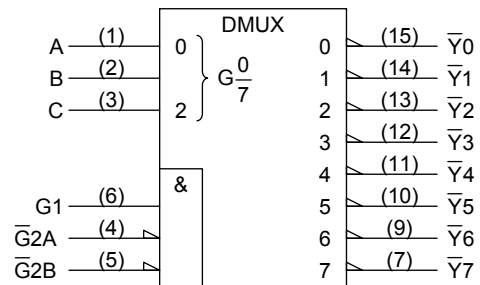 DMUX
A (1) 0 0 (15) Y̅0
B (2) G 0/7 1 (14) Y̅1
C (3) 2 2 (13) Y̅2
3 (12) Y̅3
& 4 (11) Y̅4
G1 (6) 5 (10) Y̅5
G̅2A (4) 6 (9) Y̅6
G̅2B (5) 7 (7) Y̅7